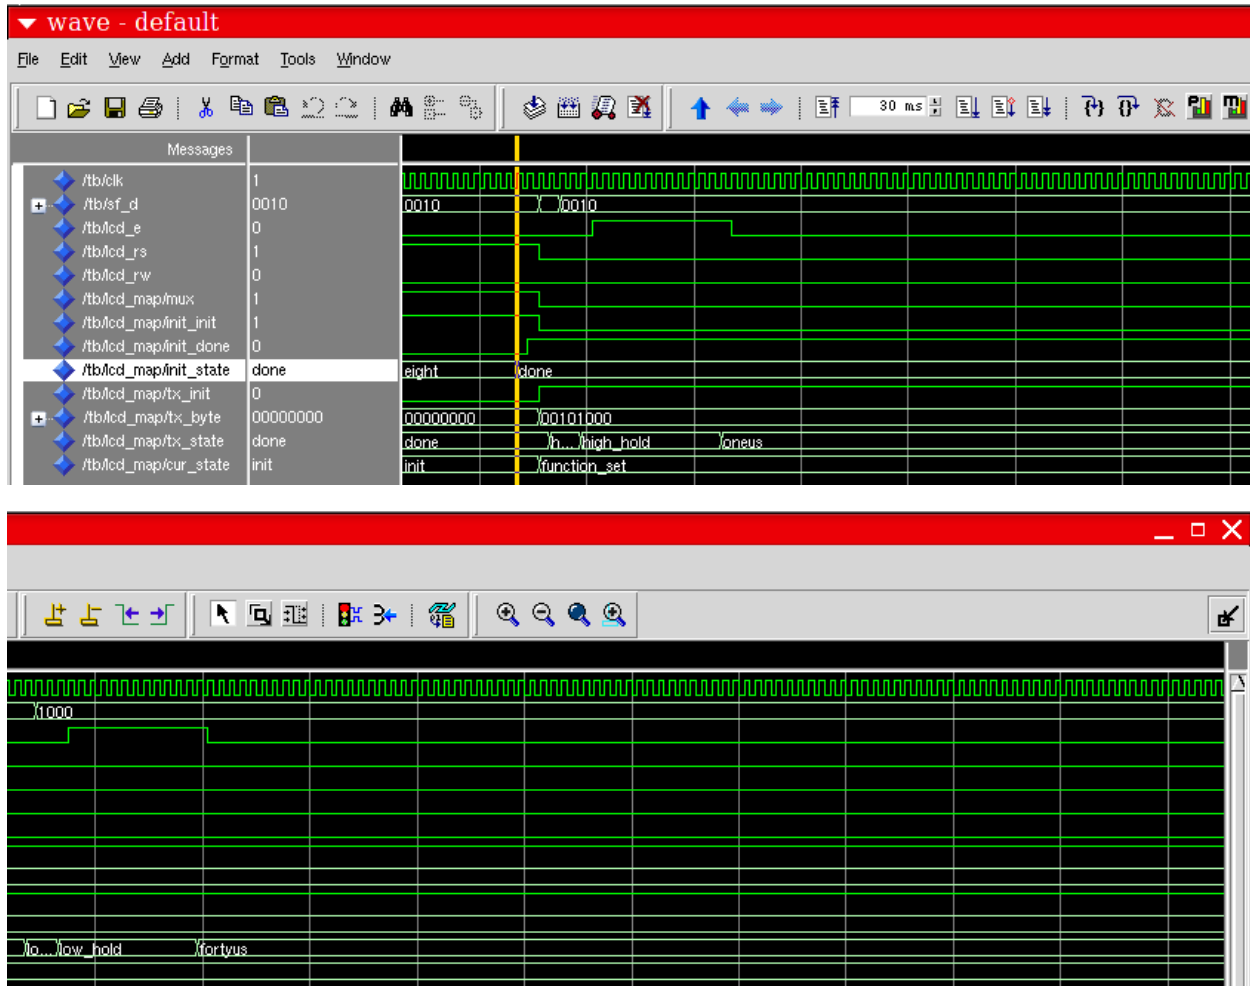 wave - default
File Edit View Add Format Tools Window
30 ms
Messages
/tb/clk 1
/tb/sf_d 0010 0010 0010
/tb/lcd_e 0
/tb/lcd_rs 1
/tb/lcd_rw 0
/tb/lcd_map/mux 1
/tb/lcd_map/init_init 1
/tb/lcd_map/init_done 0
/tb/lcd_map/init_state done eight done
/tb/lcd_map/tx_init 0
/tb/lcd_map/tx_byte 00000000 00000000 00101000
/tb/lcd_map/tx_state done done h... high_hold oneus
/tb/lcd_map/cur_state init init function_set
1000
lo... low_hold fortyus